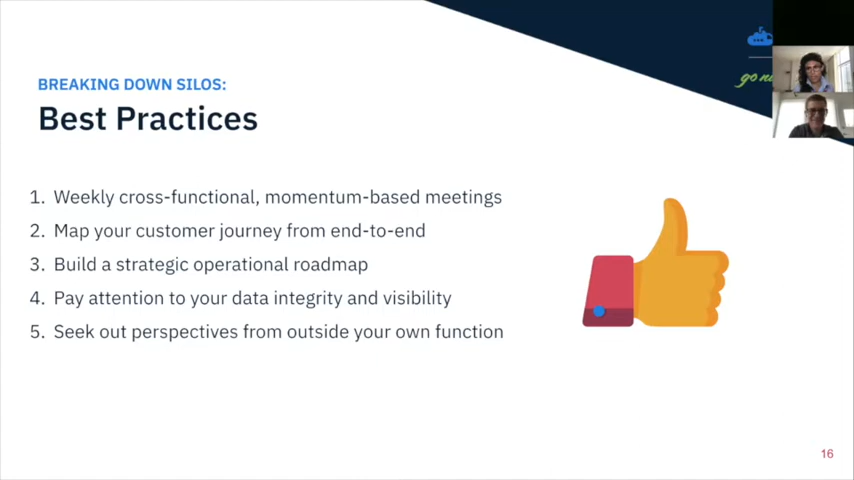 BREAKING DOWN SILOS:
Best Practices
1. Weekly cross-functional, momentum-based meetings
2. Map your customer journey from end-to-end
3. Build a strategic operational roadmap
4. Pay attention to your data integrity and visibility
5. Seek out perspectives from outside your own function
go
16